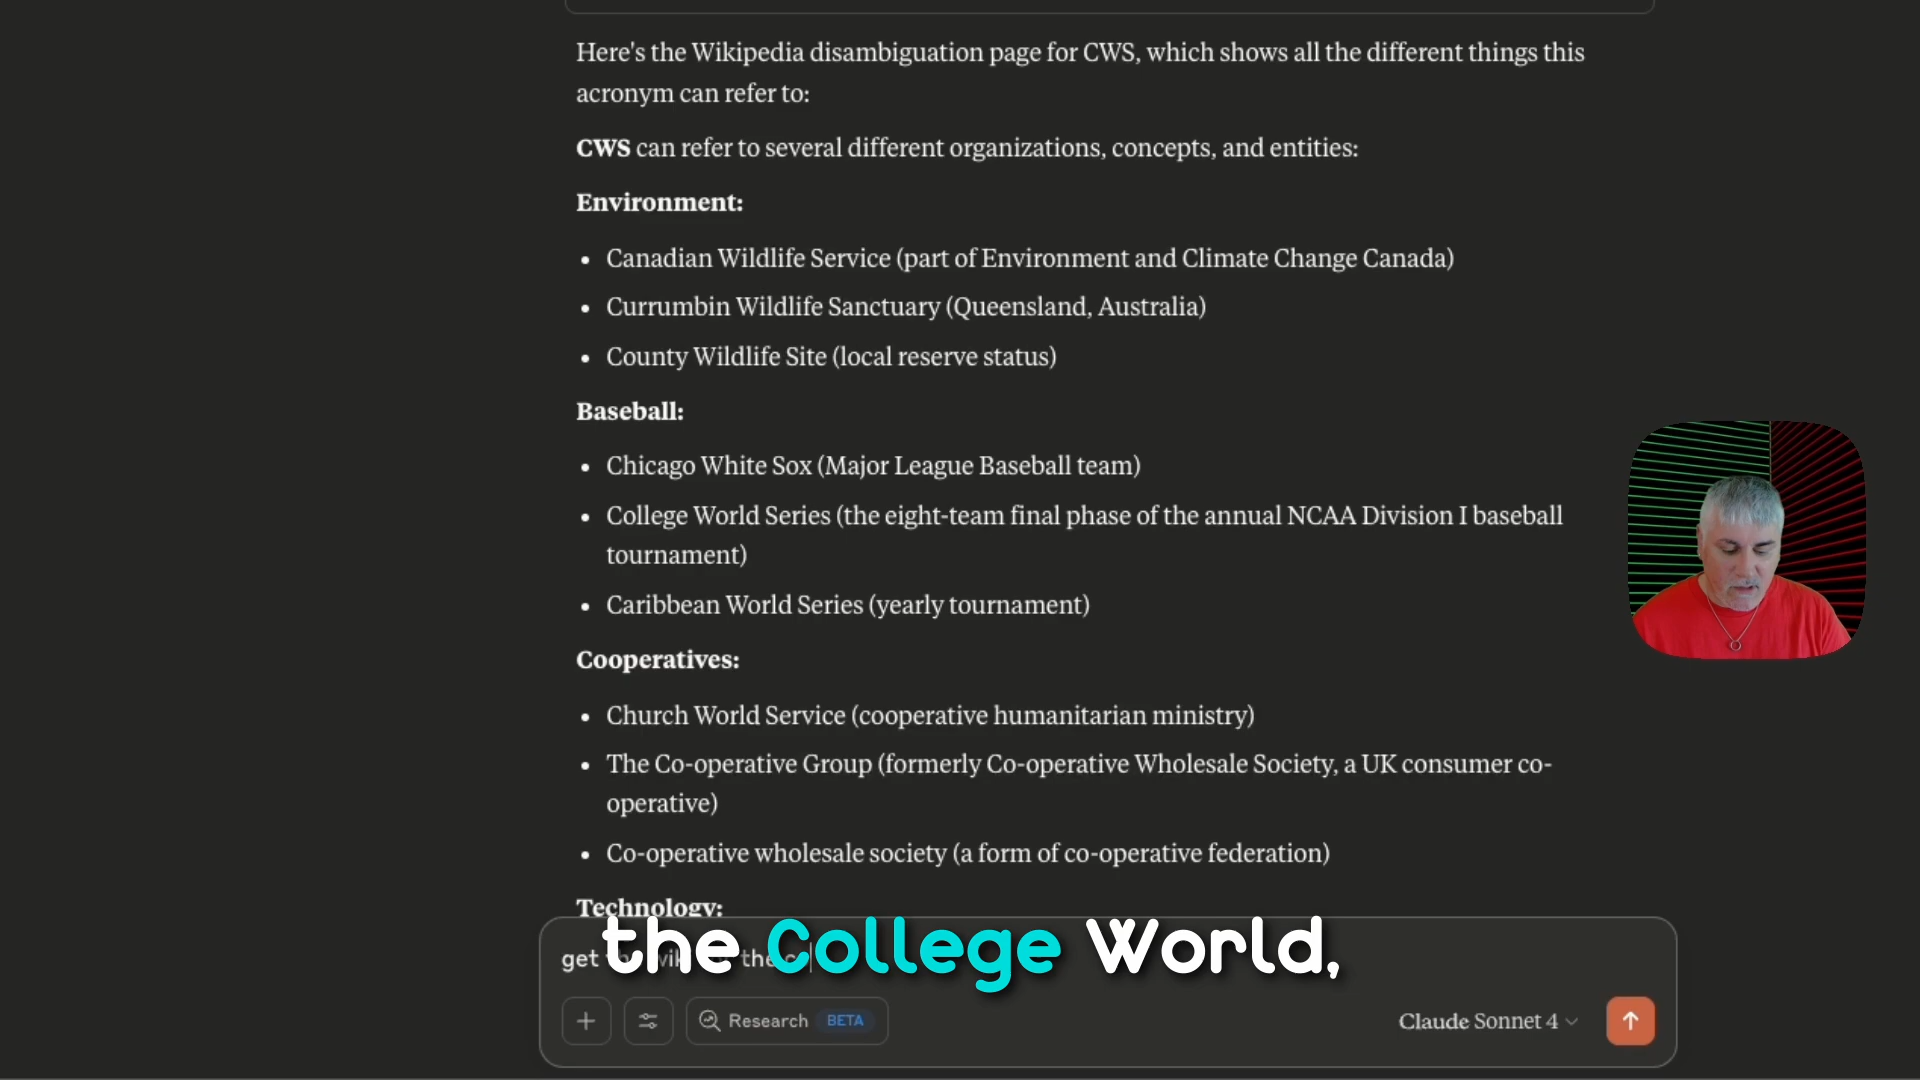 Here's the Wikipedia disambiguation page for CWS, which shows all the different things this
acronym can refer to:
CWS can refer to several different organizations, concepts, and entities:
Environment:
• Canadian Wildlife Service (part of Environment and Climate Change Canada)
• Currumbin Wildlife Sanctuary (Queensland, Australia)
• County Wildlife Site (local reserve status)
Baseball:
• Chicago White Sox (Major League Baseball team)
• College World Series (the eight-team final phase of the annual NCAA Division I baseball
tournament)
• Caribbean World Series (yearly tournament)
Cooperatives:
• Church World Service (cooperative humanitarian ministry)
• The Co-operative Group (formerly Co-operative Wholesale Society, a UK consumer co-
operative)
• Co-operative wholesale society (a form of co-operative federation)
Technology:
the College World,
get the
Research BETA
Claude Sonnet 4